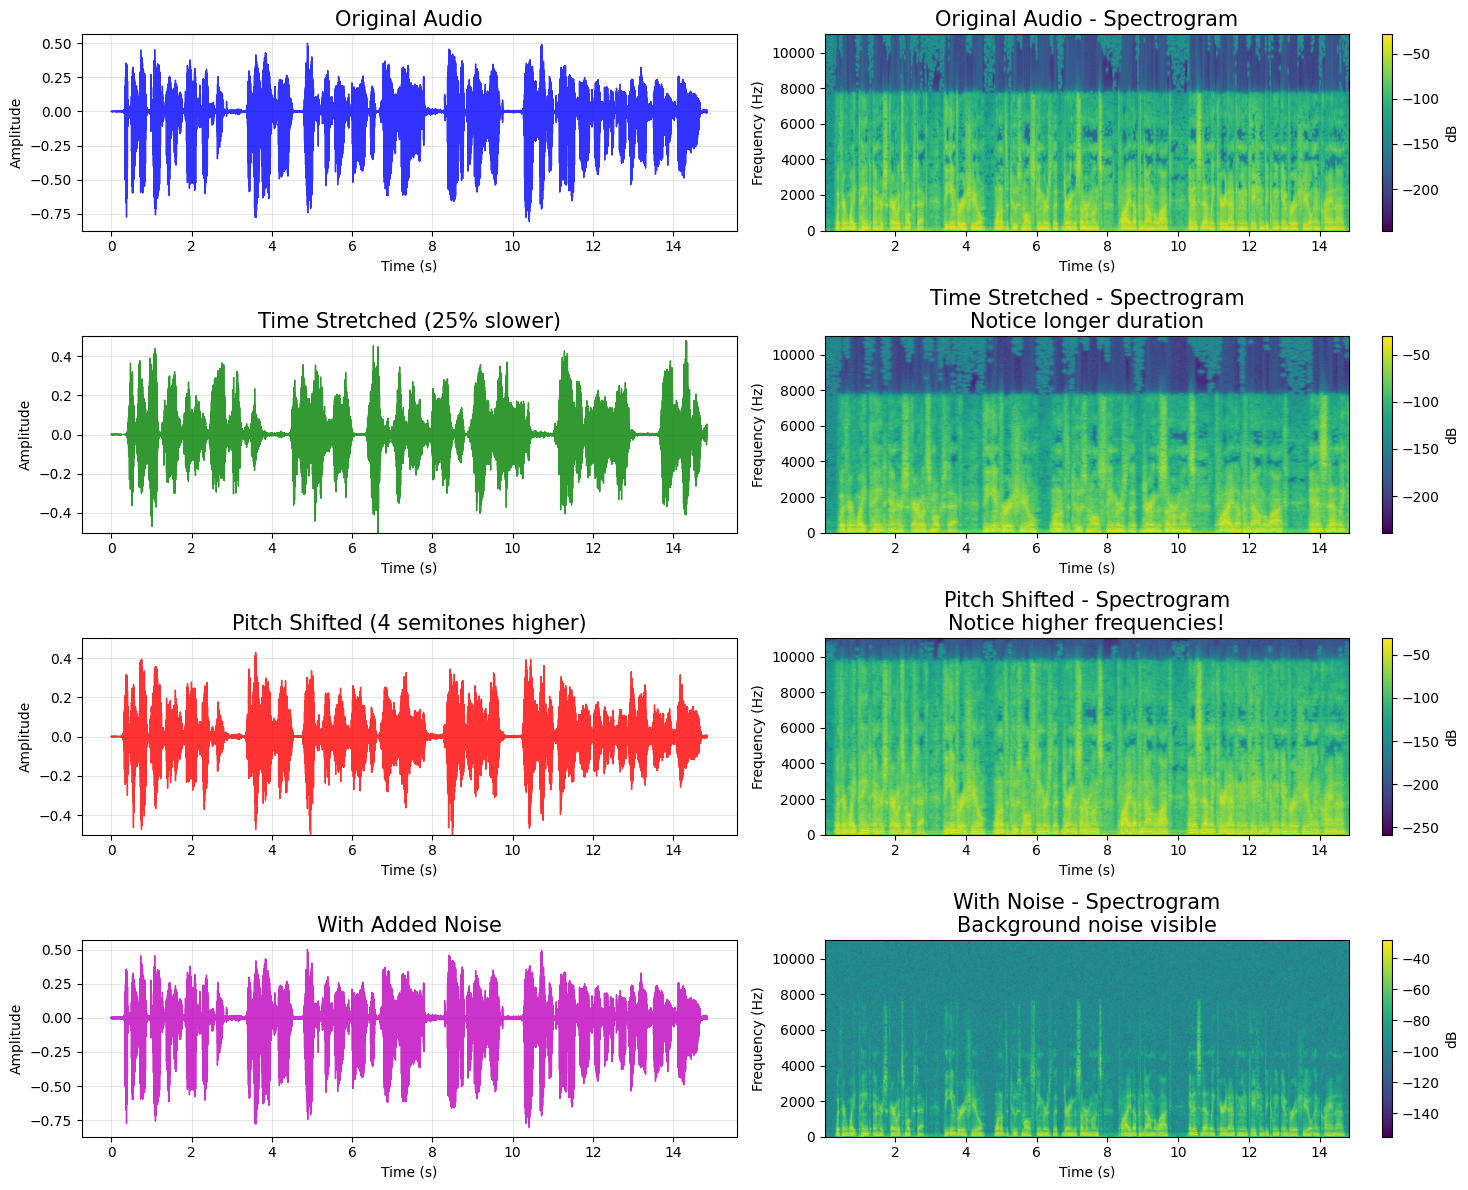 Original Audio
0.50
0.25
0.00
−0.25
−0.50
−0.75
Amplitude
0 2 4 6 8 10 12 14
Time (s)
Original Audio - Spectrogram
10000
8000
6000
4000
2000
0
Frequency (Hz)
2 4 6 8 10 12 14
Time (s)
−50
−100
−150
−200
dB
Time Stretched (25% slower)
0.4
0.2
0.0
−0.2
−0.4
Amplitude
0 2 4 6 8 10 12 14
Time (s)
Time Stretched - Spectrogram
Notice longer duration
10000
8000
6000
4000
2000
0
Frequency (Hz)
2 4 6 8 10 12 14
Time (s)
−50
−100
−150
−200
dB
Pitch Shifted (4 semitones higher)
0.4
0.2
0.0
−0.2
−0.4
Amplitude
0 2 4 6 8 10 12 14
Time (s)
Pitch Shifted - Spectrogram
Notice higher frequencies!
10000
8000
6000
4000
2000
0
Frequency (Hz)
2 4 6 8 10 12 14
Time (s)
−50
−100
−150
−200
−250
dB
With Added Noise
0.50
0.25
0.00
−0.25
−0.50
−0.75
Amplitude
0 2 4 6 8 10 12 14
Time (s)
With Noise - Spectrogram
Background noise visible
10000
8000
6000
4000
2000
0
Frequency (Hz)
2 4 6 8 10 12 14
Time (s)
−40
−60
−80
−100
−120
−140
dB